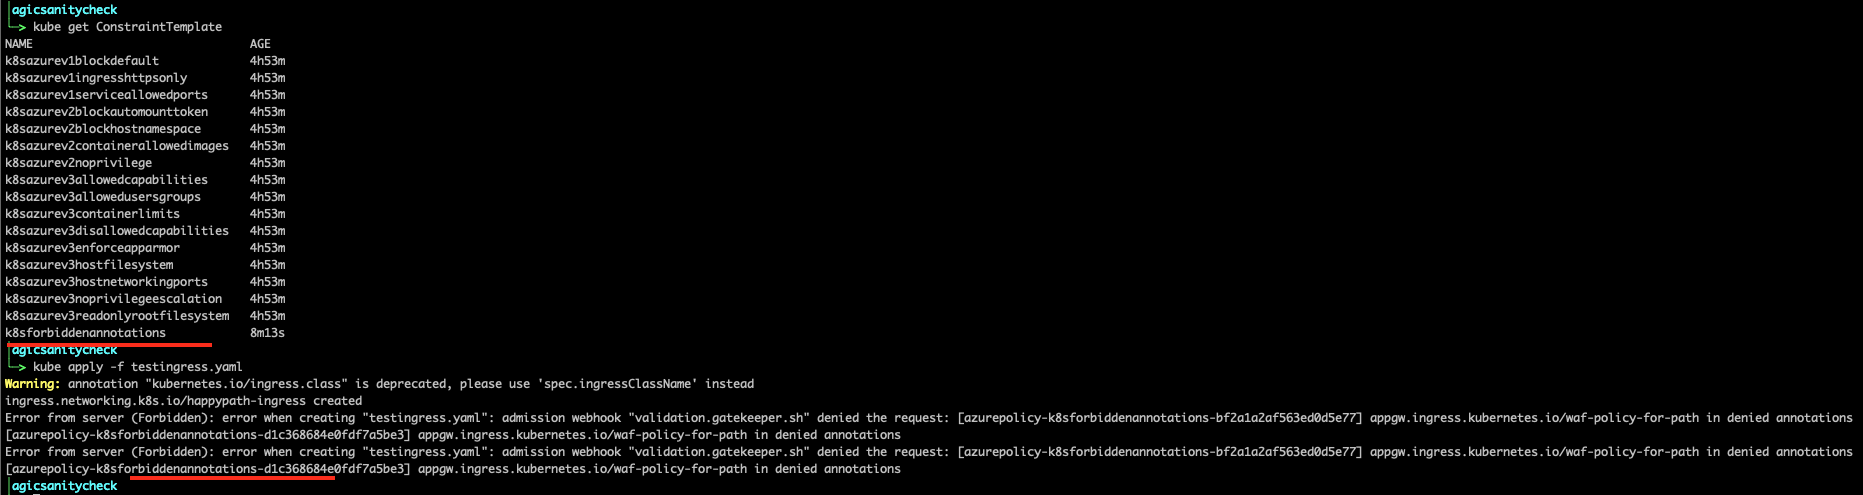 agicsanitycheck
└─> kube get ConstraintTemplate
NAME AGE
k8sazurev1blockdefault 4h53m
k8sazurev1ingresshttpsonly 4h53m
k8sazurev1serviceallowedports 4h53m
k8sazurev2blockautomounttoken 4h53m
k8sazurev2blockhostnamespace 4h53m
k8sazurev2containerallowedimages 4h53m
k8sazurev2noprivilege 4h53m
k8sazurev3allowedcapabilities 4h53m
k8sazurev3allowedusersgroups 4h53m
k8sazurev3containerlimits 4h53m
k8sazurev3disallowedcapabilities 4h53m
k8sazurev3enforceapparmor 4h53m
k8sazurev3hostfilesystem 4h53m
k8sazurev3hostnetworkingports 4h53m
k8sazurev3noprivilegeescalation 4h53m
k8sazurev3readonlyrootfilesystem 4h53m
k8sforbiddenannotations 8m13s
agicsanitycheck
└─> kube apply -f testingress.yaml
Warning: annotation "kubernetes.io/ingress.class" is deprecated, please use 'spec.ingressClassName' instead
ingress.networking.k8s.io/happypath-ingress created
Error from server (Forbidden): error when creating "testingress.yaml": admission webhook "validation.gatekeeper.sh" denied the request: [azurepolicy-k8sforbiddenannotations-bf2a1a2af563ed0d5e77] appgw.ingress.kubernetes.io/waf-policy-for-path in denied annotations
[azurepolicy-k8sforbiddenannotations-d1c368684e0fdf7a5be3] appgw.ingress.kubernetes.io/waf-policy-for-path in denied annotations
Error from server (Forbidden): error when creating "testingress.yaml": admission webhook "validation.gatekeeper.sh" denied the request: [azurepolicy-k8sforbiddenannotations-bf2a1a2af563ed0d5e77] appgw.ingress.kubernetes.io/waf-policy-for-path in denied annotations
[azurepolicy-k8sforbiddenannotations-d1c368684e0fdf7a5be3] appgw.ingress.kubernetes.io/waf-policy-for-path in denied annotations
agicsanitycheck